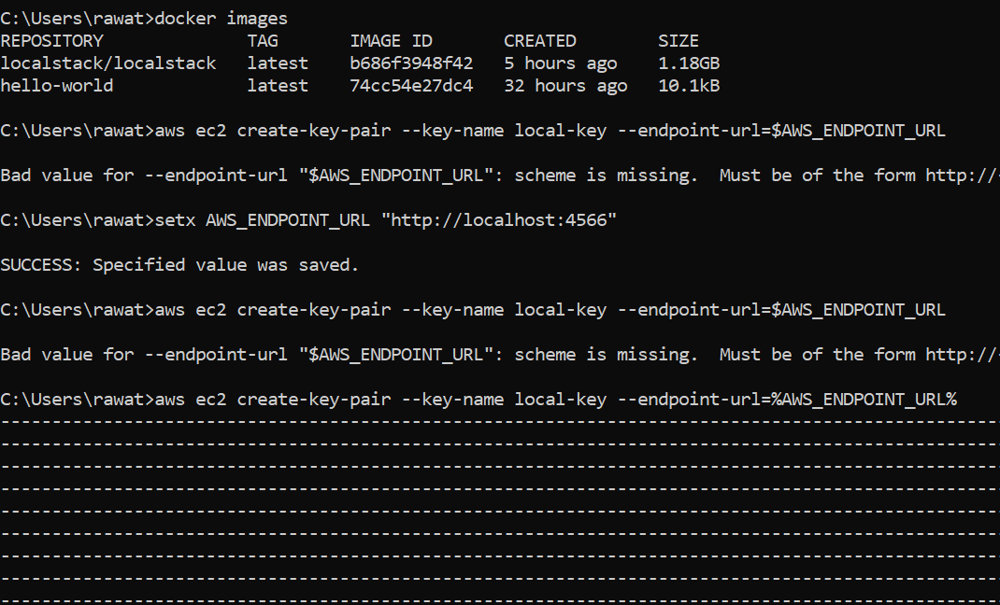 C:\Users\rawat>docker images
REPOSITORY              TAG       IMAGE ID       CREATED        SIZE
localstack/localstack   latest    b686f3948f42   5 hours ago    1.18GB
hello-world             latest    74cc54e27dc4   32 hours ago   10.1kB
C:\Users\rawat>aws ec2 create-key-pair --key-name local-key --endpoint-url=$AWS_ENDPOINT_URL
Bad value for --endpoint-url "$AWS_ENDPOINT_URL": scheme is missing.  Must be of the form http://
C:\Users\rawat>setx AWS_ENDPOINT_URL "http://localhost:4566"
SUCCESS: Specified value was saved.
C:\Users\rawat>aws ec2 create-key-pair --key-name local-key --endpoint-url=$AWS_ENDPOINT_URL
Bad value for --endpoint-url "$AWS_ENDPOINT_URL": scheme is missing.  Must be of the form http://
C:\Users\rawat>aws ec2 create-key-pair --key-name local-key --endpoint-url=%AWS_ENDPOINT_URL%